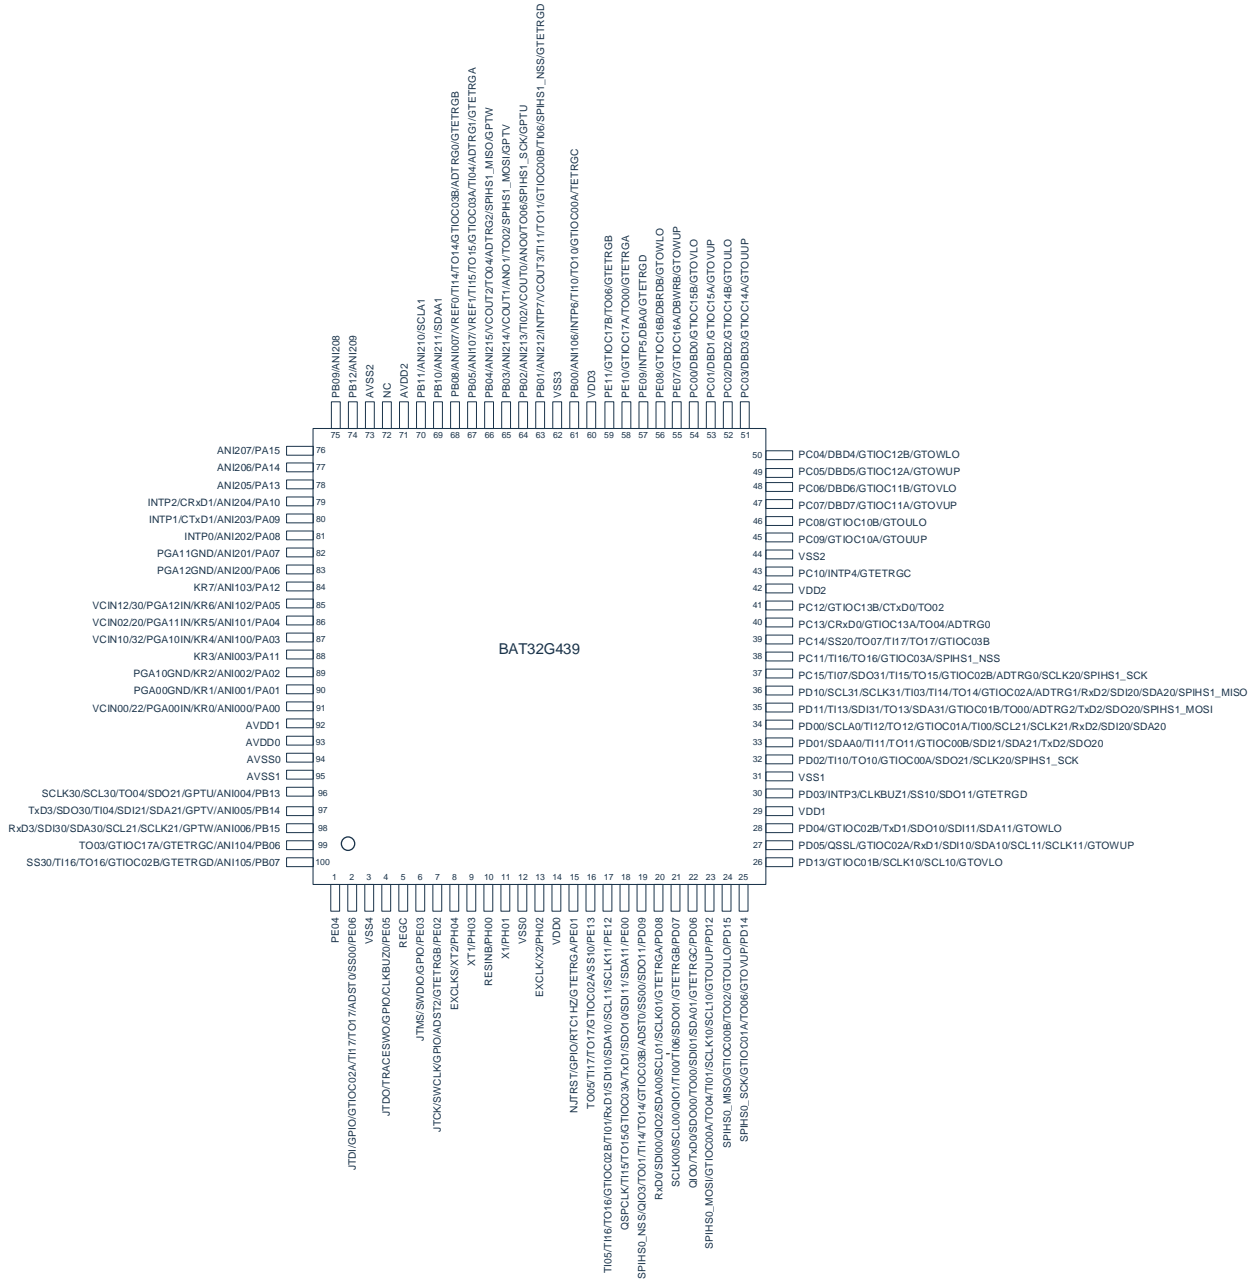 PB09/ANI208
PB12/ANI209
AVSS2
NC
AVDD2
PB11/ANI210/SCLA1
PB10/ANI211/SDAA1
PB08/ANI007/VREF0/TI14/TO14/GTIOC03B/ADTRG0/GTETRGB
PB05/ANI107/VREF1/TI15/TO15/GTIOC03A/TI04/ADTRG1/GTETRGA
PB04/ANI215/VCOUT2/TO04/ADTRG2/SPIHS1_MISO/GPTW
PB03/ANI214/VCOUT1/ANO1/TO02/SPIHS1_MOSI/GPTV
PB02/ANI213/TI02/VCOUT0/ANO0/TO06/SPIHS1_SCK/GPTU
PB01/ANI212/INTP7/VCOUT3/TI11/TO11/GTIOC00B/TI06/SPIHS1_NSS/GTETRGD
VSS3
PB00/ANI106/INTP6/TI10/TO10/GTIOC00A/TETRGC
VDD3
PE11/GTIOC17B/TO06/GTETRGB
PE10/GTIOC17A/TO00/GTETRGA
PE09/INTP5/DBA0/GTETRGD
PE08/GTIOC16B/DBRDB/GTOWLO
PE07/GTIOC16A/DBWRB/GTOWUP
PC00/DBD0/GTIOC15B/GTOVLO
PC01/DBD1/GTIOC15A/GTOVUP
PC02/DBD2/GTIOC14B/GTOULO
PC03/DBD3/GTIOC14A/GTOUUP
75 74 73 72 71 70 69 68 67 66 65 64 63 62 61 60 59 58 57 56 55 54 53 52 51
ANI207/PA15 76
ANI206/PA14 77
ANI205/PA13 78
INTP2/CRxD1/ANI204/PA10 79
INTP1/CTxD1/ANI203/PA09 80
INTP0/ANI202/PA08 81
PGA11GND/ANI201/PA07 82
PGA12GND/ANI200/PA06 83
KR7/ANI103/PA12 84
VCIN12/30/PGA12IN/KR6/ANI102/PA05 85
VCIN02/20/PGA11IN/KR5/ANI101/PA04 86
VCIN10/32/PGA10IN/KR4/ANI100/PA03 87
KR3/ANI003/PA11 88
PGA10GND/KR2/ANI002/PA02 89
PGA00GND/KR1/ANI001/PA01 90
VCIN00/22/PGA00IN/KR0/ANI000/PA00 91
AVDD1 92
AVDD0 93
AVSS0 94
AVSS1 95
SCLK30/SCL30/TO04/SDO21/GPTU/ANI004/PB13 96
TxD3/SDO30/TI04/SDI21/SDA21/GPTV/ANI005/PB14 97
RxD3/SDI30/SDA30/SCL21/SCLK21/GPTW/ANI006/PB15 98
TO03/GTIOC17A/GTETRGC/ANI104/PB06 99
SS30/TI16/TO16/GTIOC02B/GTETRGD/ANI105/PB07 100
BAT32G439
50 PC04/DBD4/GTIOC12B/GTOWLO
49 PC05/DBD5/GTIOC12A/GTOWUP
48 PC06/DBD6/GTIOC11B/GTOVLO
47 PC07/DBD7/GTIOC11A/GTOVUP
46 PC08/GTIOC10B/GTOULO
45 PC09/GTIOC10A/GTOUUP
44 VSS2
43 PC10/INTP4/GTETRGC
42 VDD2
41 PC12/GTIOC13B/CTxD0/TO02
40 PC13/CRxD0/GTIOC13A/TO04/ADTRG0
39 PC14/SS20/TO07/TI17/TO17/GTIOC03B
38 PC11/TI16/TO16/GTIOC03A/SPIHS1_NSS
37 PC15/TI07/SDO31/TI15/TO15/GTIOC02B/ADTRG0/SCLK20/SPIHS1_SCK
36 PD10/SCL31/SCLK31/TI03/TI14/TO14/GTIOC02A/ADTRG1/RxD2/SDI20/SDA20/SPIHS1_MISO
35 PD11/TI13/SDI31/TO13/SDA31/GTIOC01B/TO00/ADTRG2/TxD2/SDO20/SPIHS1_MOSI
34 PD00/SCLA0/TI12/TO12/GTIOC01A/TI00/SCL21/SCLK21/RxD2/SDI20/SDA20
33 PD01/SDAA0/TI11/TO11/GTIOC00B/SDI21/SDA21/TxD2/SDO20
32 PD02/TI10/TO10/GTIOC00A/SDO21/SCLK20/SPIHS1_SCK
31 VSS1
30 PD03/INTP3/CLKBUZ1/SS10/SDO11/GTETRGD
29 VDD1
28 PD04/GTIOC02B/TxD1/SDO10/SDI11/SDA11/GTOWLO
27 PD05/QSSL/GTIOC02A/RxD1/SDI10/SDA10/SCL11/SCLK11/GTOWUP
26 PD13/GTIOC01B/SCLK10/SCL10/GTOVLO
1 2 3 4 5 6 7 8 9 10 11 12 13 14 15 16 17 18 19 20 21 22 23 24 25
PE04
JTDI/GPIO/GTIOC02A/TI17/TO17/ADST0/SS00/PE06
VSS4
JTDO/TRACESWO/GPIO/CLKBUZ0/PE05
REGC
JTMS/SWDIO/GPIO/PE03
JTCK/SWCLK/GPIO/ADST2/GTETRGB/PE02
EXCLKS/XT2/PH04
XT1/PH03
RESINB/PH00
X1/PH01
VSS0
EXCLK/X2/PH02
VDD0
NJTRST/GPIO/RTC1HZ/GTETRGA/PE01
TO05/TI17/TO17/GTIOC02A/SS10/PE13
TI05/TI16/TO16/GTIOC02B/TI01/RxD1/SDI10/SDA10/SCL11/SCLK11/PE12
QSPCLK/TI15/TO15/GTIOC03A/TxD1/SDO10/SDI11/SDA11/PE00
SPIHS0_NSS/QIO3/TO01/TI14/TO14/GTIOC03B/ADST0/SS00/SDO11/PD09
RxD0/SDI00/QIO2/SDA00/SCL01/SCLK01/GTETRGA/PD08
SCLK00/SCL00/QIO1/TI00/TI06/SDO01/GTETRGB/PD07
QIO0/TxD0/SDO00/TO00/SDI01/SDA01/GTETRGC/PD06
SPIHS0_MOSI/GTIOC00A/TO04/TI01/SCLK10/SCL10/GTOUUP/PD12
SPIHS0_MISO/GTIOC00B/TO02/GTOULO/PD15
SPIHS0_SCK/GTIOC01A/TO06/GTOVUP/PD14